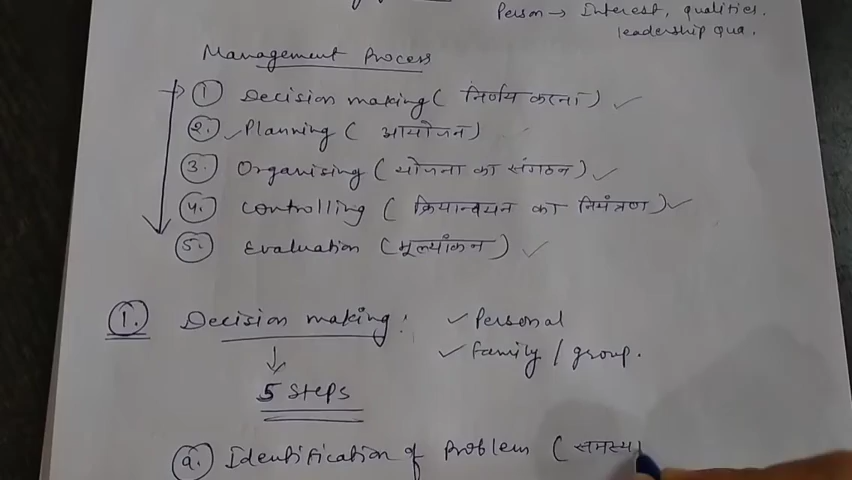 Person → Interest, qualities.
leadership qua.
Management Process
① Decision making (निर्णय करना) ✓
②. ✓ Planning (आयोजन)
③. Organising (योजना का संगठन) ✓
④. Controlling (क्रियान्वयन का नियंत्रण) ✓
⑤. Evaluation (मूल्यांकन) ✓
①. Decision making: ✓ Personal
✓ family / group.
↓
5 Steps
ⓐ. Identification of Problem (समस्या